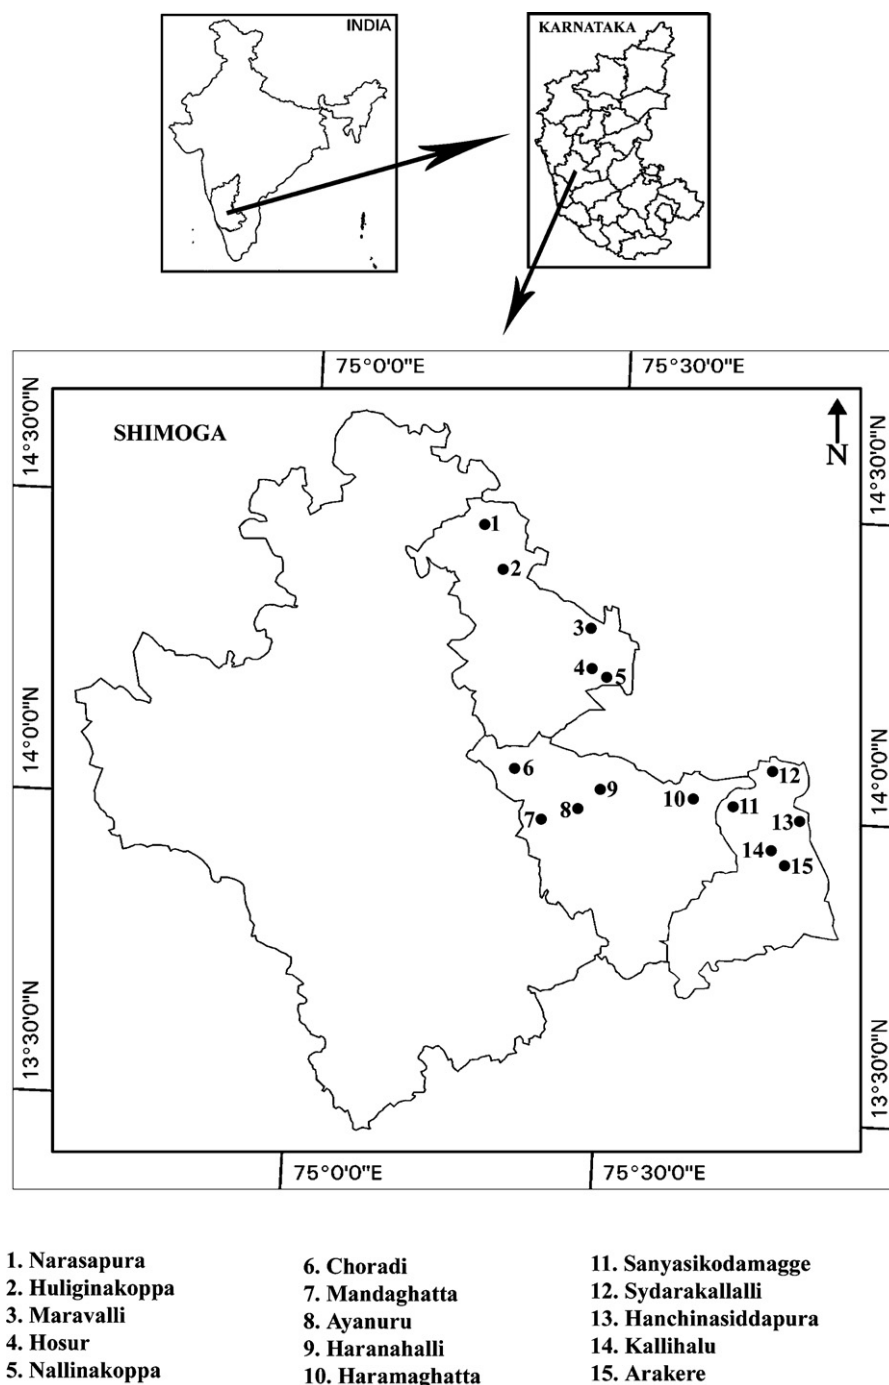 INDIA
KARNATAKA
75°0'0"E
75°30'0"E
14°30'0"N
14°30'0"N
SHIMOGA
N
1
2
3
4
5
14°0'0"N
14°0'0"N
6
7
8
9
10
11
12
13
14
15
13°30'0"N
13°30'0"N
75°0'0"E
75°30'0"E
1. Narasapura
2. Huliginakoppa
3. Maravalli
4. Hosur
5. Nallinakoppa
6. Choradi
7. Mandaghatta
8. Ayanuru
9. Haranahalli
10. Haramaghatta
11. Sanyasikodamagge
12. Sydarakallalli
13. Hanchinasiddapura
14. Kallihalu
15. Arakere